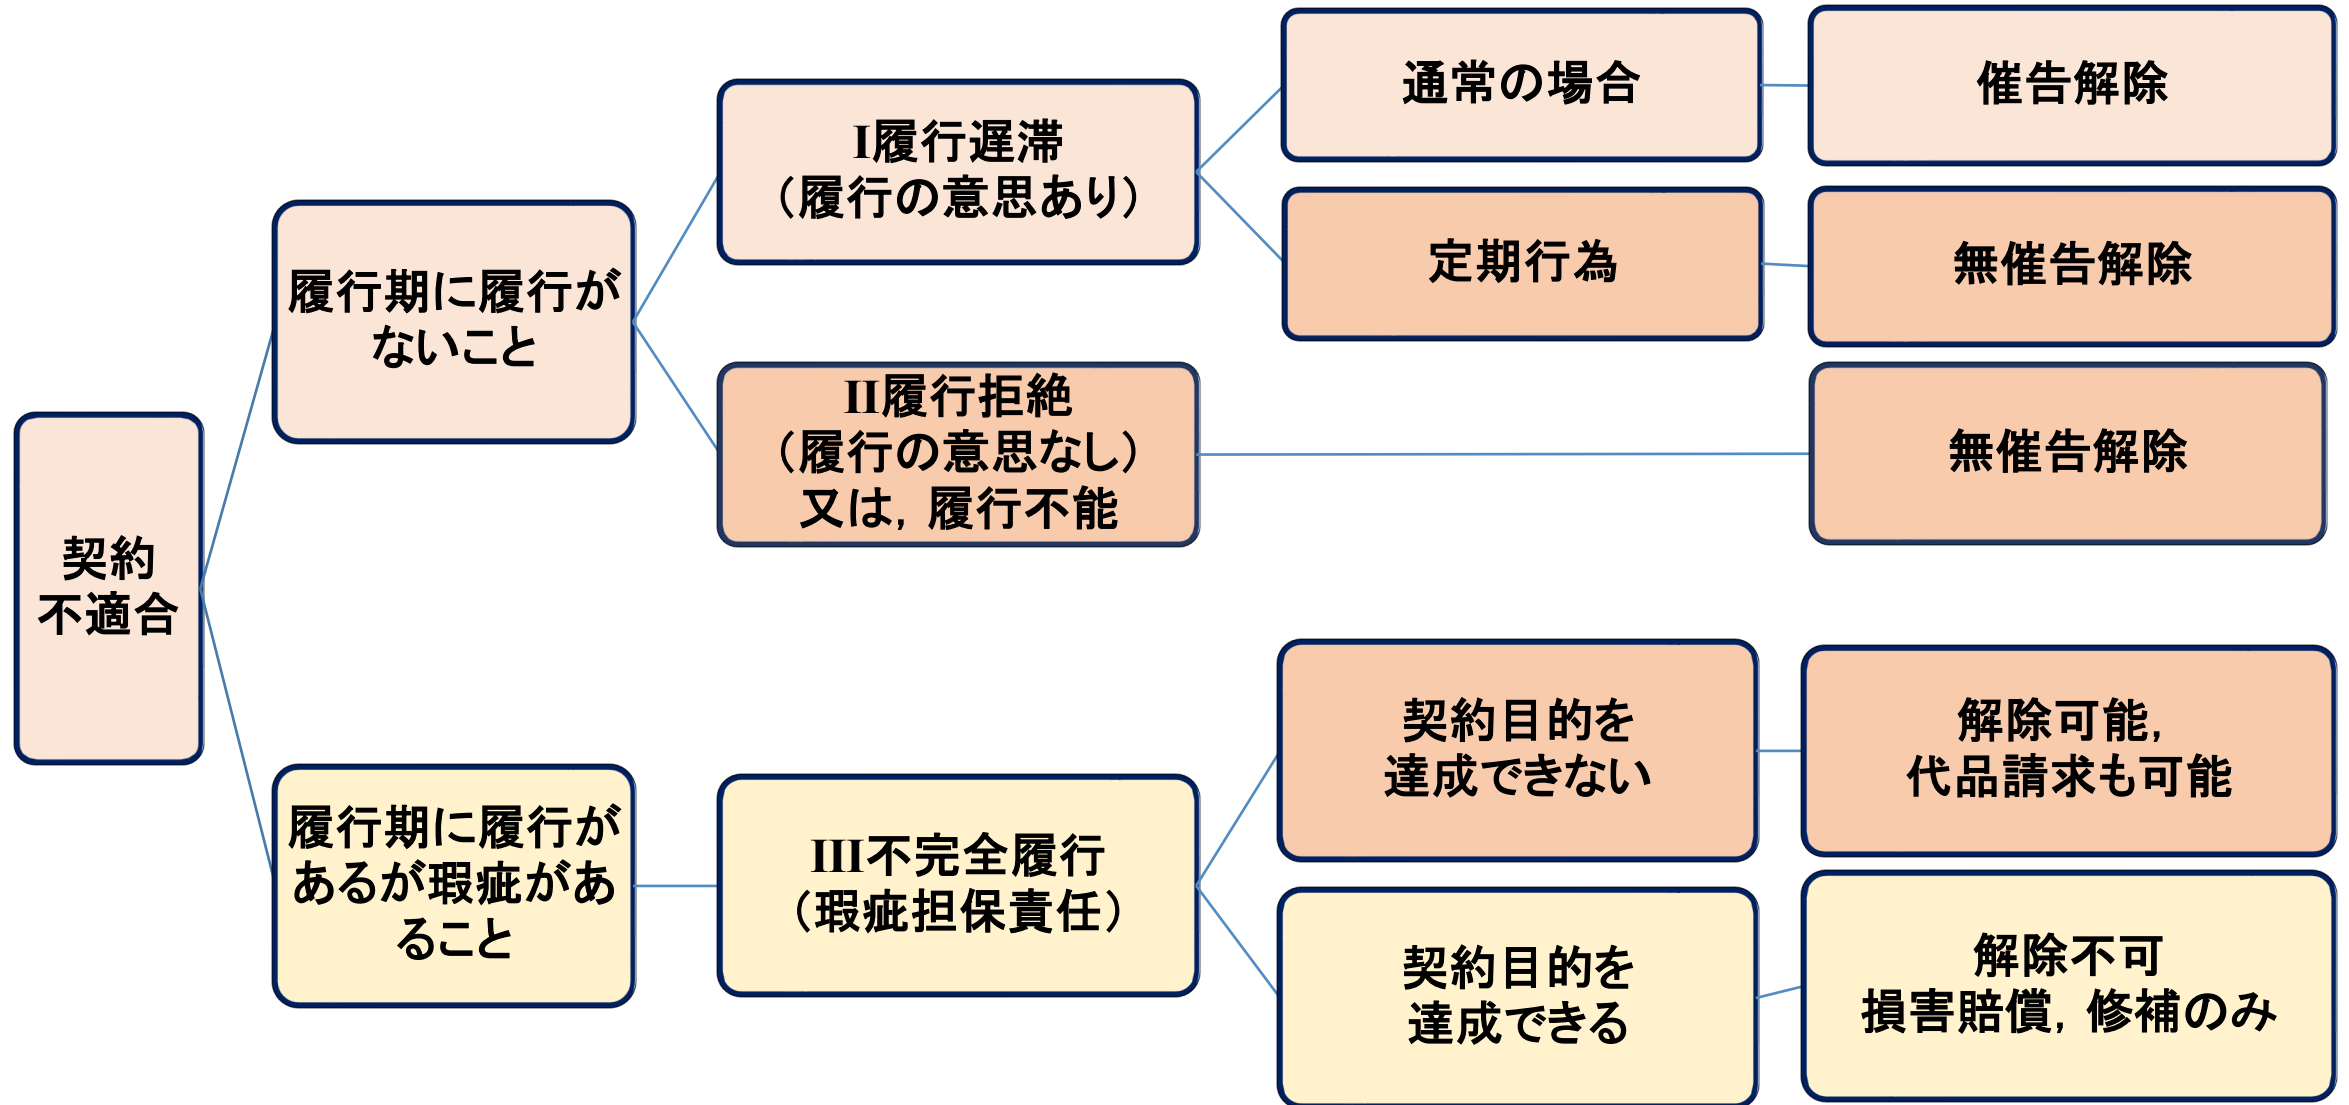 契約
不適合
履行期に履行が
ないこと
I履行遅滞
（履行の意思あり）
通常の場合
催告解除
定期行為
無催告解除
II履行拒絶
（履行の意思なし）
又は，履行不能
無催告解除
履行期に履行が
あるが瑕疵があ
ること
III不完全履行
（瑕疵担保責任）
契約目的を
達成できない
解除可能，
代品請求も可能
契約目的を
達成できる
解除不可
損害賠償，修補のみ